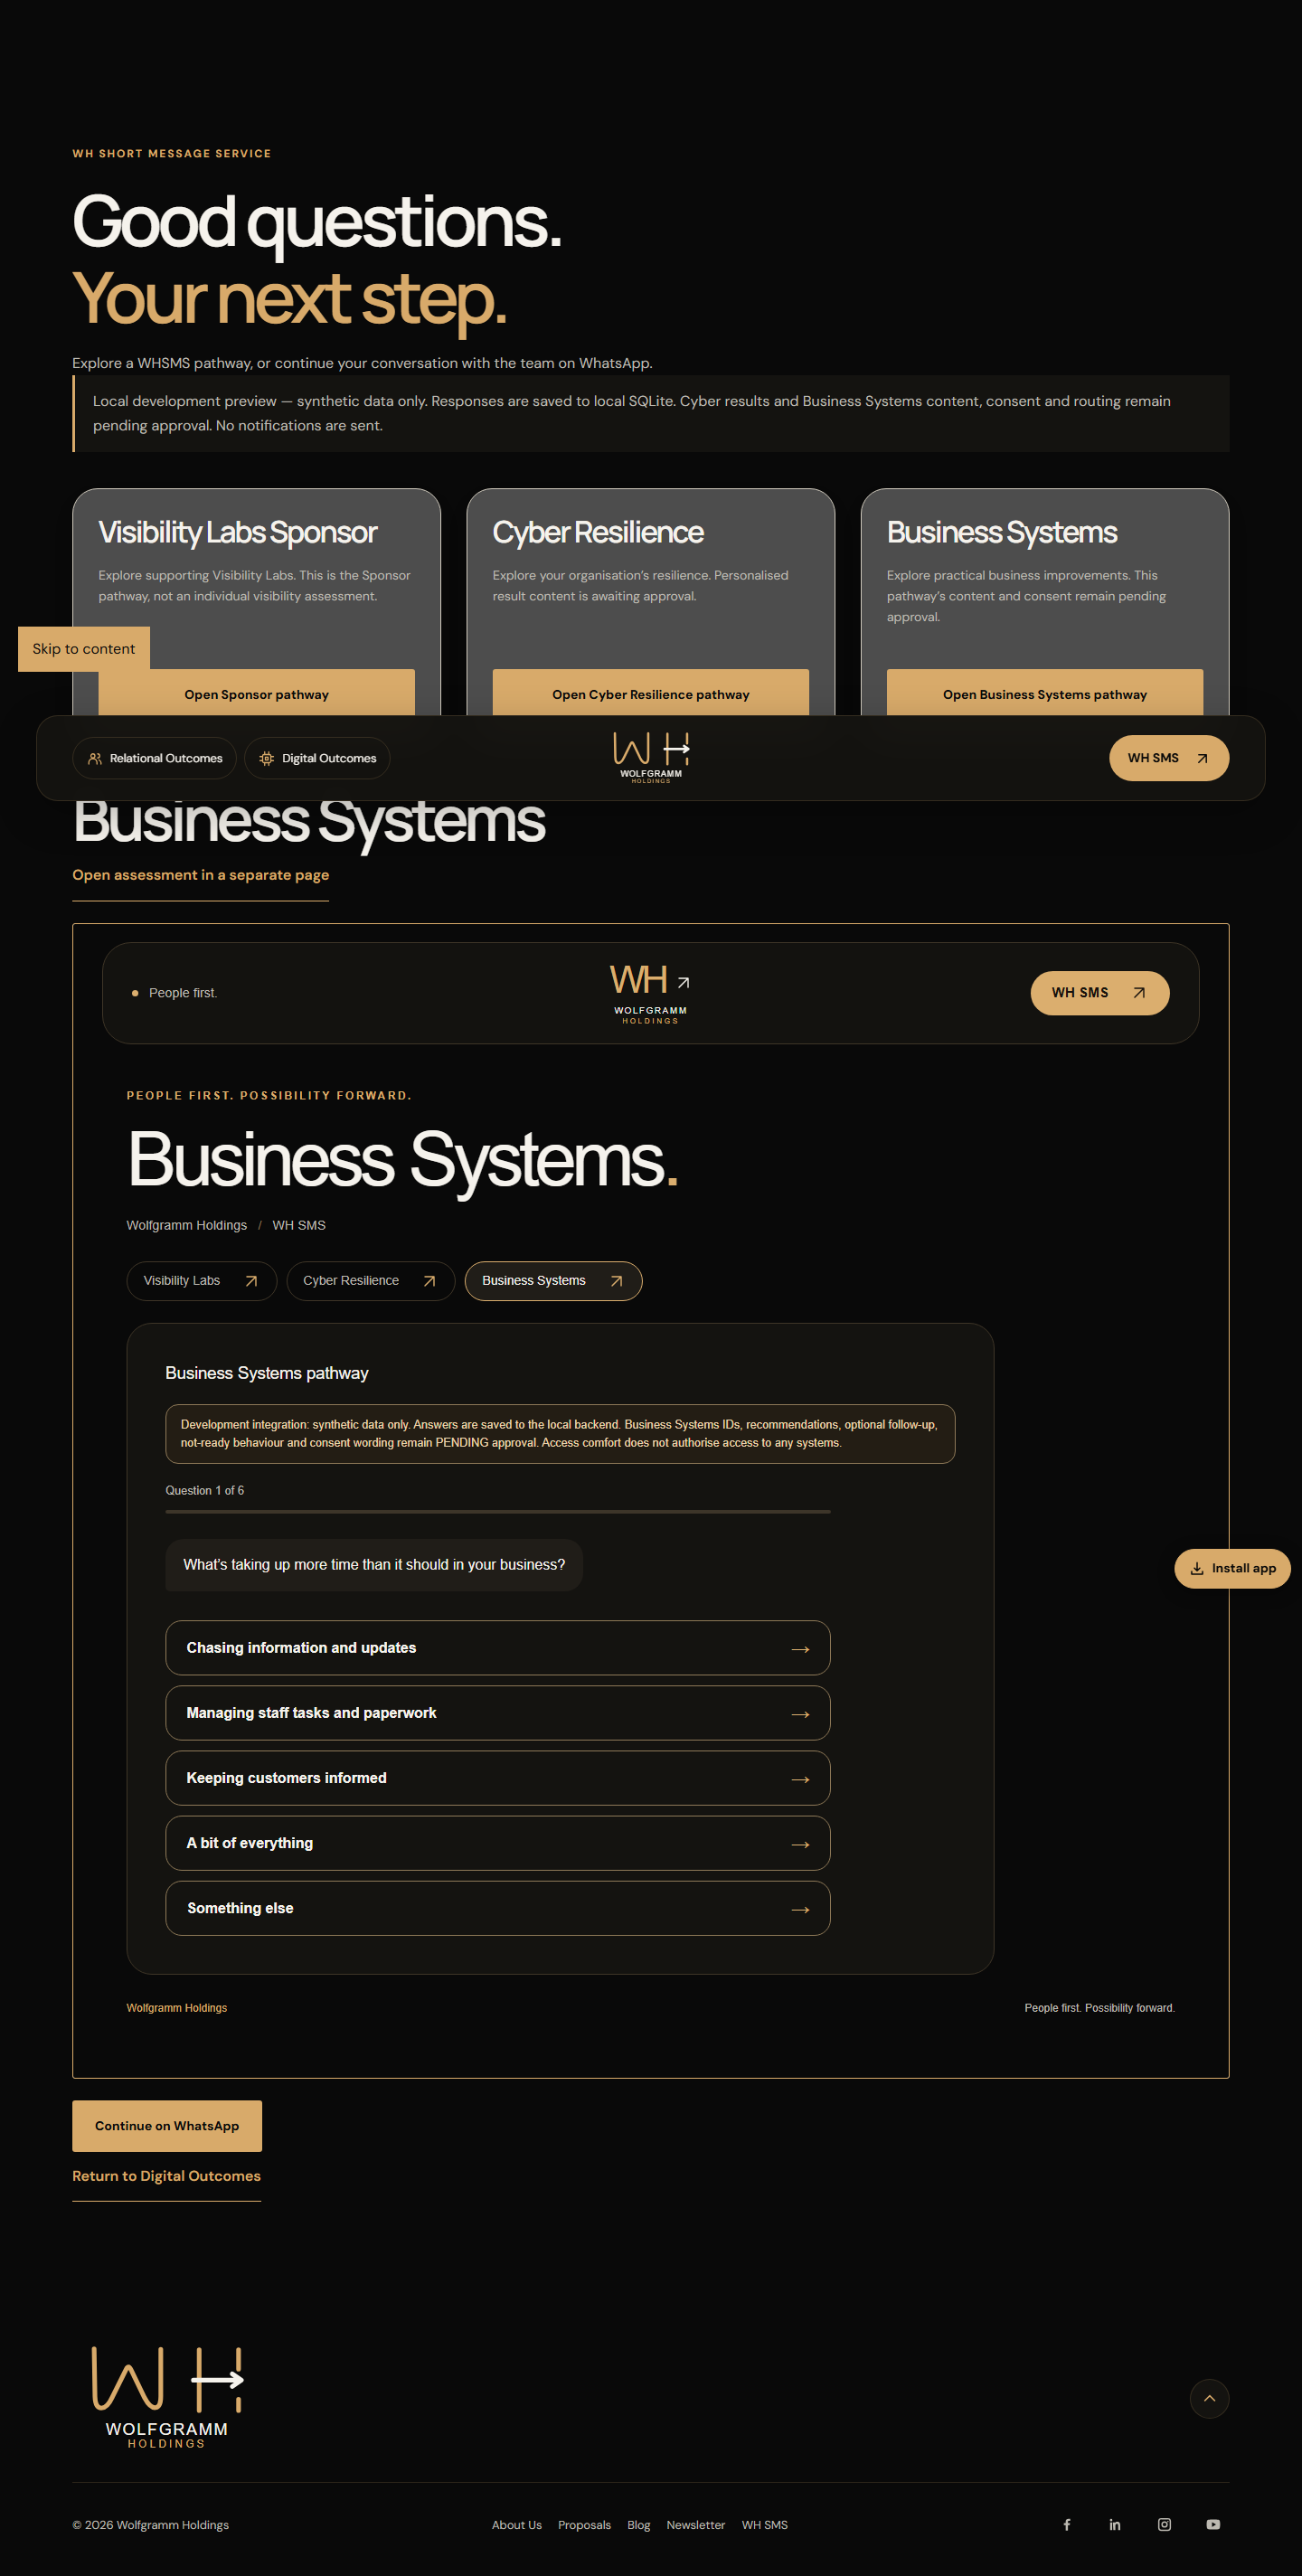 WH SHORT MESSAGE SERVICE
Good questions.
Your next step.
Explore a WHSMS pathway, or continue your conversation with the team on WhatsApp.
Local development preview — synthetic data only. Responses are saved to local SQLite. Cyber results and Business Systems content, consent and routing remain
pending approval. No notifications are sent.
Visibility Labs Sponsor
Explore supporting Visibility Labs. This is the Sponsor
pathway, not an individual visibility assessment.
Open Sponsor pathway
Cyber Resilience
Explore your organisation’s resilience. Personalised
result content is awaiting approval.
Open Cyber Resilience pathway
Business Systems
Explore practical business improvements. This
pathway’s content and consent remain pending
approval.
Open Business Systems pathway
Skip to content
Relational Outcomes
Digital Outcomes
WH
WOLFGRAMM
HOLDINGS
WH SMS
Business Systems
Open assessment in a separate page
People first.
WH
WOLFGRAMM
HOLDINGS
WH SMS
PEOPLE FIRST. POSSIBILITY FORWARD.
Business Systems.
Wolfgramm Holdings / WH SMS
Visibility Labs
Cyber Resilience
Business Systems
Business Systems pathway
Development integration: synthetic data only. Answers are saved to the local backend. Business Systems IDs, recommendations, optional follow-up,
not-ready behaviour and consent wording remain PENDING approval. Access comfort does not authorise access to any systems.
Question 1 of 6
What’s taking up more time than it should in your business?
Install app
Chasing information and updates
Managing staff tasks and paperwork
Keeping customers informed
A bit of everything
Something else
Wolfgramm Holdings
People first. Possibility forward.
Continue on WhatsApp
Return to Digital Outcomes
WH
WOLFGRAMM
HOLDINGS
© 2026 Wolfgramm Holdings
About Us Proposals Blog Newsletter WH SMS